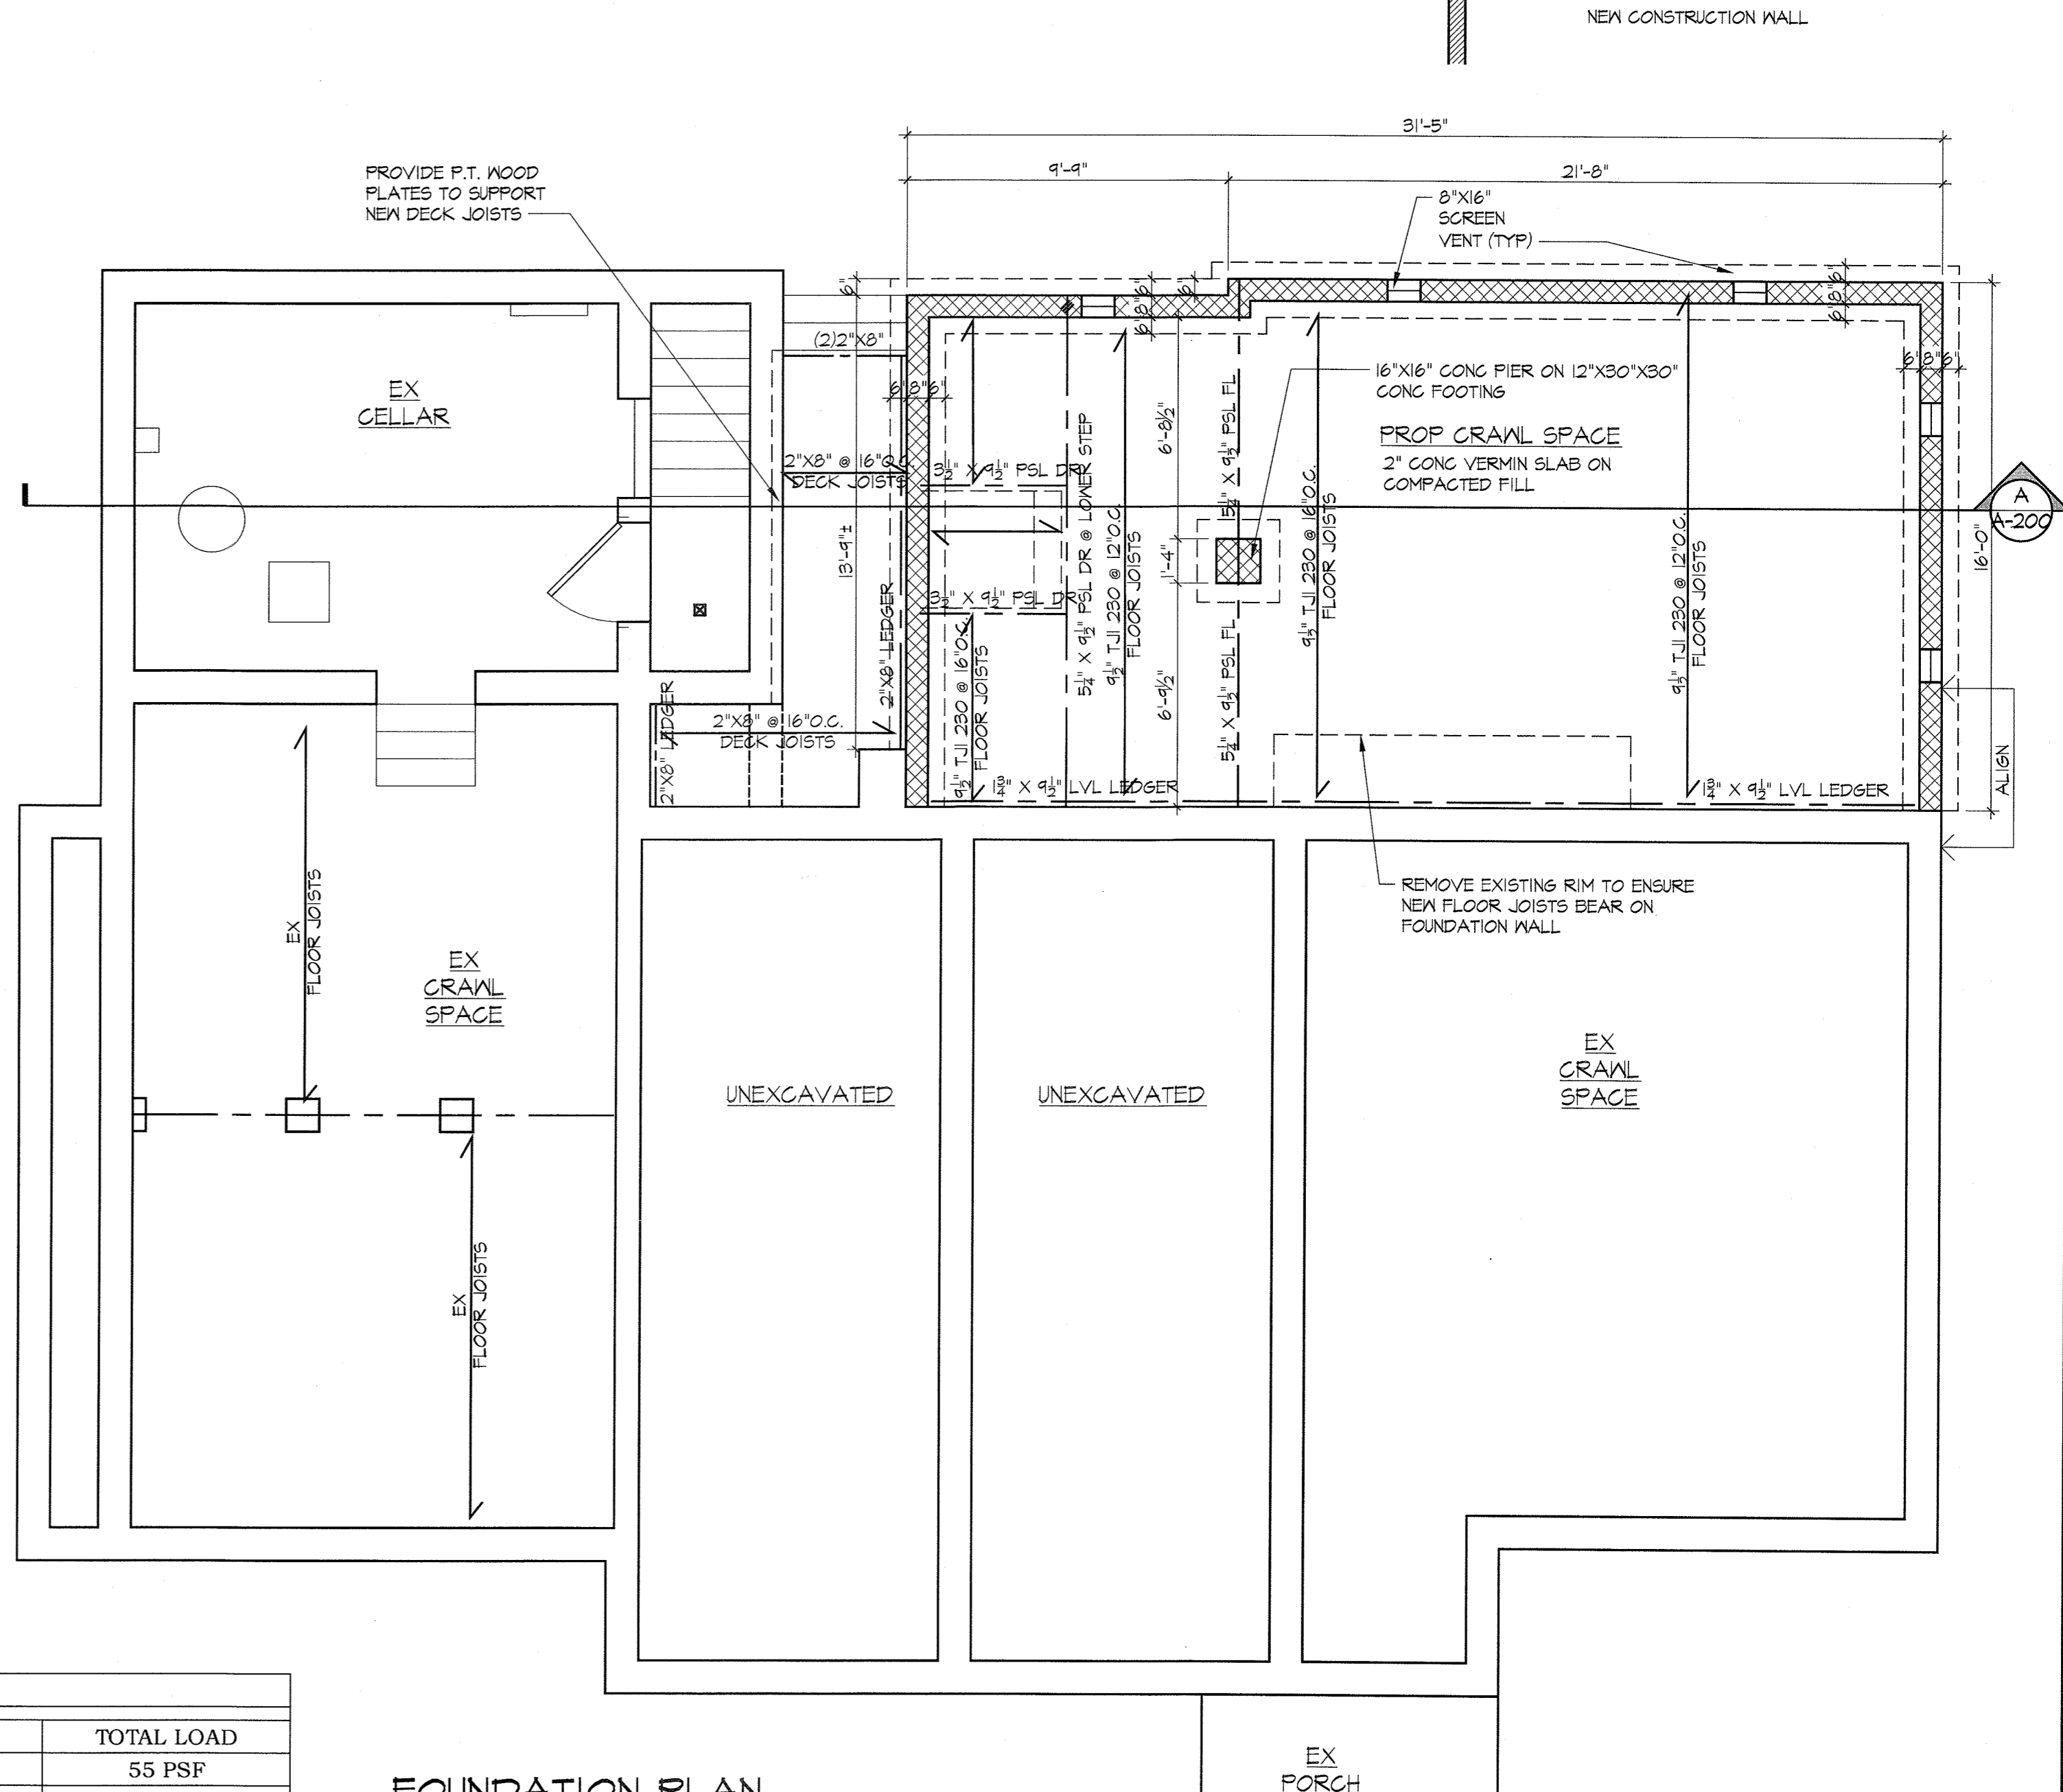 NEW CONSTRUCTION WALL
31'-5"
9'-9"
21'-8"
PROVIDE P.T. WOOD
PLATES TO SUPPORT
NEW DECK JOISTS
8"X16"
SCREEN
VENT (TYP)
6"
6"
6"
6"
8"
6"
8"
6"
(2)2"X8"
EX
CELLAR
6"
8"
6"
6"
8"
6"
16"X16" CONC PIER ON 12"X30"X30"
CONC FOOTING
PROP CRAWL SPACE
2" CONC VERMIN SLAB ON
COMPACTED FILL
2"X8" @ 16"O.C.
DECK JOISTS
3½" X 9½" PSL DR
3½" X 9½" PSL DR
5¼" X 9½" PSL DR @ LOWER STEP
9½" TJI 230 @ 12"O.C.
FLOOR JOISTS
6'-8½"
1'-4"
6'-9½"
5¼" X 9½" PSL FL
5¼" X 9½" PSL FL
9½" TJI 230 @ 16"O.C.
FLOOR JOISTS
9½" TJI 230 @ 12"O.C.
FLOOR JOISTS
A
A-200
16'-0"
13'-9"±
2"X8" LEDGER
9½" TJI 230 @ 16"O.C.
FLOOR JOISTS
2"X8" LEDGER
2"X8" @ 16"O.C.
DECK JOISTS
1¾" X 9½" LVL LEDGER
1¾" X 9½" LVL LEDGER
ALIGN
REMOVE EXISTING RIM TO ENSURE
NEW FLOOR JOISTS BEAR ON
FOUNDATION WALL
EX
FLOOR JOISTS
EX
CRAWL
SPACE
UNEXCAVATED
UNEXCAVATED
EX
CRAWL
SPACE
EX
FLOOR JOISTS
TOTAL LOAD
55 PSF
FOUNDATION PLAN
EX
PORCH